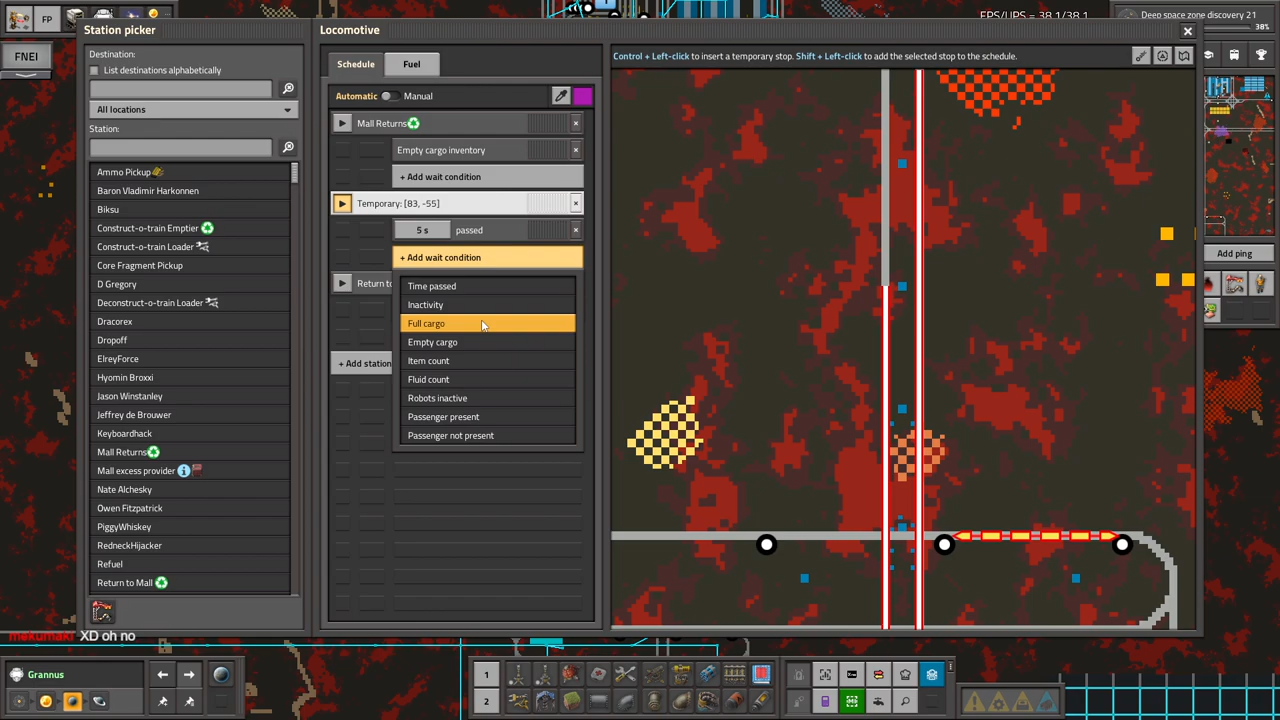 FP
FNEI
EPS/UPS = 38.1/38.1
Deep space zone discovery 21
38%
Station picker
Destination:
List destinations alphabetically
All locations
Station:
Ammo Pickup
Baron Vladimir Harkonnen
Biksu
Construct-o-train Emptier
Construct-o-train Loader
Core Fragment Pickup
D Gregory
Deconstruct-o-train Loader
Dracorex
Dropoff
ElreyForce
Hyomin Broxxi
Jason Winstanley
Jeffrey de Brouwer
Keyboardhack
Mall Returns
Mall excess provider
Nate Alchesky
Owen Fitzpatrick
PiggyWhiskey
RedneckHijacker
Refuel
Return to Mall
Locomotive
Schedule
Fuel
Automatic
Manual
Mall Returns
Empty cargo inventory
+ Add wait condition
Temporary: [83, -55]
5 s
passed
+ Add wait condition
Return to
+ Add station
Time passed
Inactivity
Full cargo
Empty cargo
Item count
Fluid count
Robots inactive
Passenger present
Passenger not present
Control + Left-click to insert a temporary stop. Shift + Left-click to add the selected stop to the schedule.
Add ping
mekumaki XD oh no
Grannus
1
2